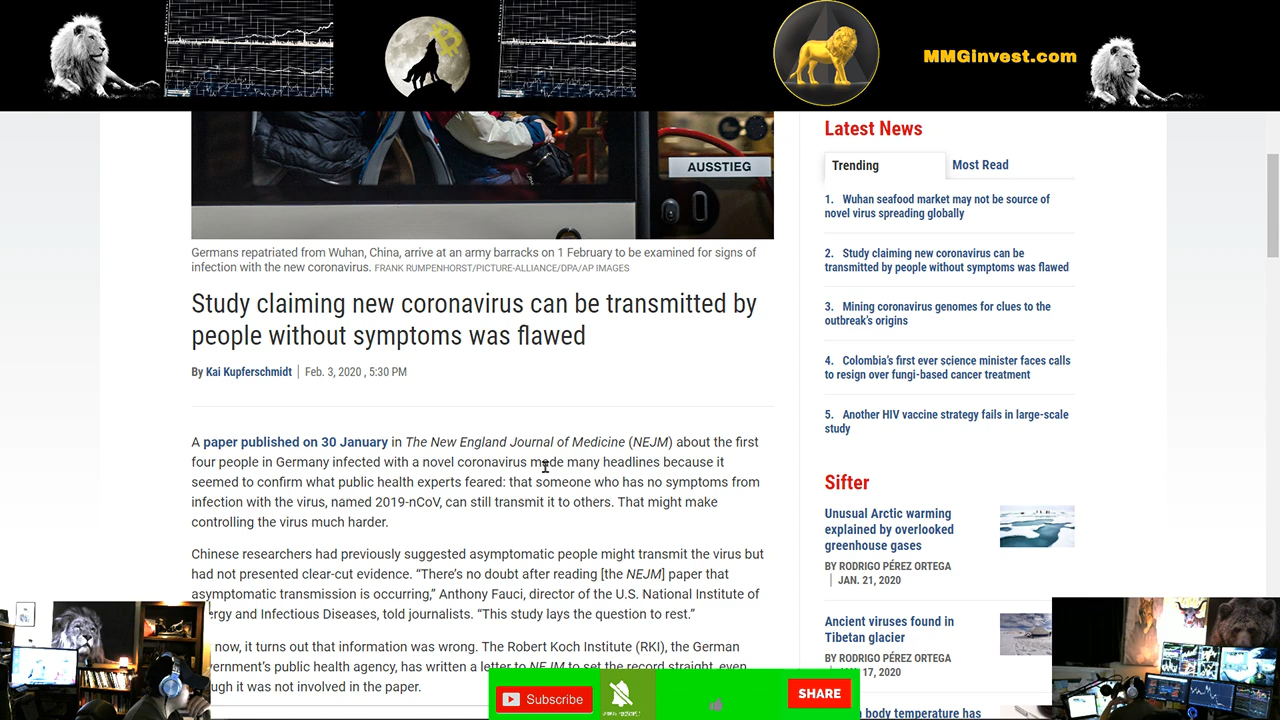 MMGinvest.com
AUSSTIEG
Germans repatriated from Wuhan, China, arrive at an army barracks on 1 February to be examined for signs of
infection with the new coronavirus. FRANK RUMPENHORST/PICTURE-ALLIANCE/DPA/AP IMAGES
Study claiming new coronavirus can be transmitted by
people without symptoms was flawed
By Kai Kupferschmidt | Feb. 3, 2020 , 5:30 PM
A paper published on 30 January in The New England Journal of Medicine (NEJM) about the first
four people in Germany infected with a novel coronavirus made many headlines because it
seemed to confirm what public health experts feared: that someone who has no symptoms from
infection with the virus, named 2019-nCoV, can still transmit it to others. That might make
controlling the virus much harder.
Chinese researchers had previously suggested asymptomatic people might transmit the virus but
had not presented clear-cut evidence. “There’s no doubt after reading [the NEJM] paper that
asymptomatic transmission is occurring,” Anthony Fauci, director of the U.S. National Institute of
ergy and Infectious Diseases, told journalists. “This study lays the question to rest.”
now, it turns out that information was wrong. The Robert Koch Institute (RKI), the German
vernment’s public health agency, has written a letter to NEJM to set the record straight, even
ugh it was not involved in the paper.
Latest News
Trending
Most Read
1. Wuhan seafood market may not be source of
novel virus spreading globally
2. Study claiming new coronavirus can be
transmitted by people without symptoms was flawed
3. Mining coronavirus genomes for clues to the
outbreak’s origins
4. Colombia’s first ever science minister faces calls
to resign over fungi-based cancer treatment
5. Another HIV vaccine strategy fails in large-scale
study
Sifter
Unusual Arctic warming
explained by overlooked
greenhouse gases
BY RODRIGO PÉREZ ORTEGA
| JAN. 21, 2020
Ancient viruses found in
Tibetan glacier
BY RODRIGO PÉREZ ORTEGA
17, 2020
body temperature has
Subscribe
SHARE